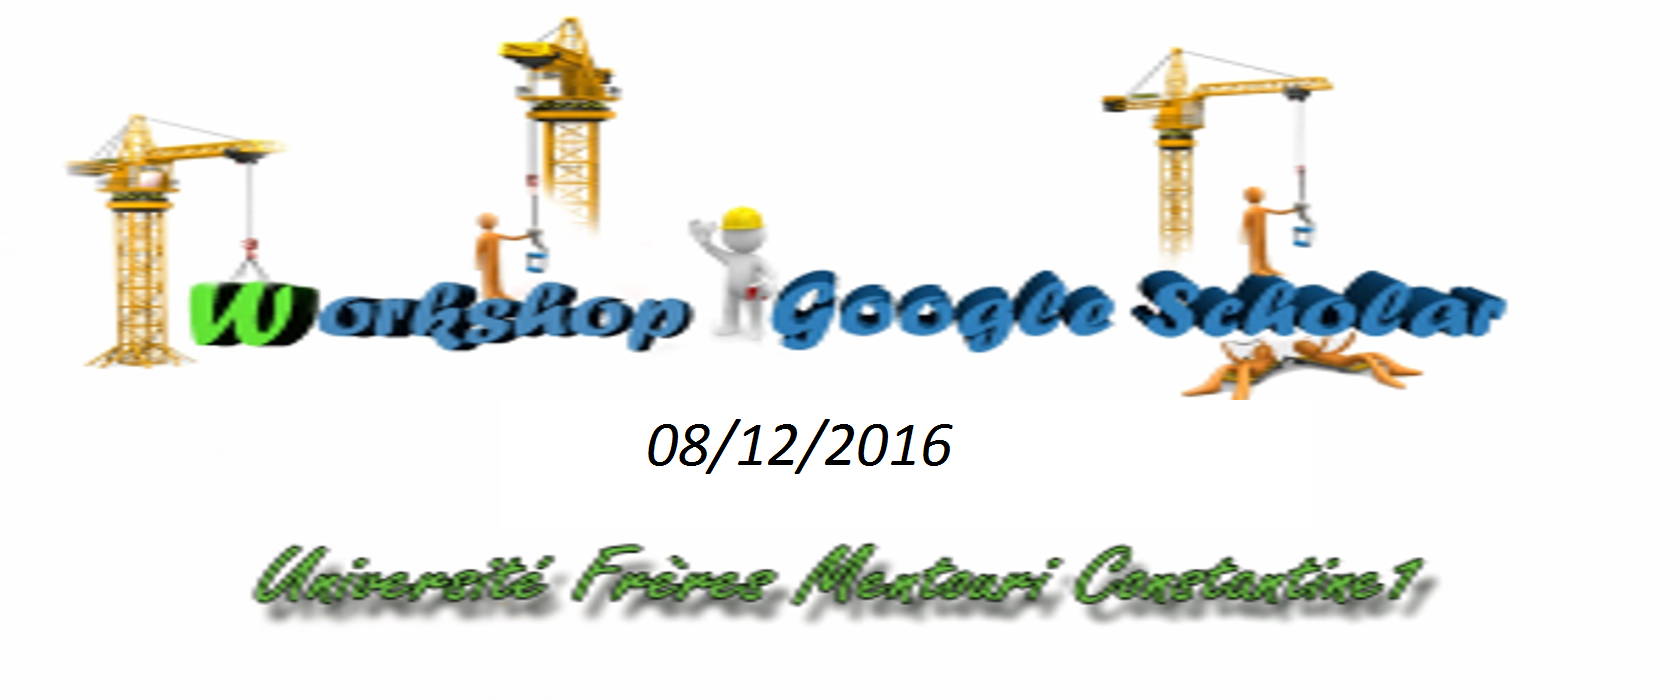 Workshop Google Scholar
08/12/2016
Université Frères Mentouri Constantine1